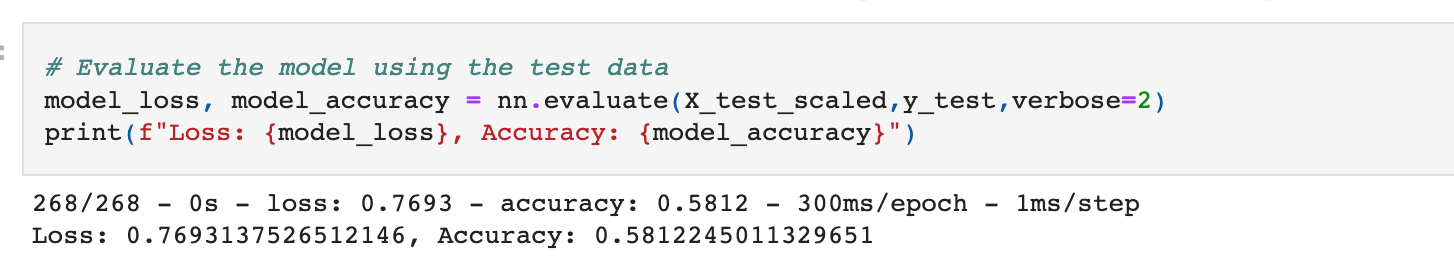 # Evaluate the model using the test data
model_loss, model_accuracy = nn.evaluate(X_test_scaled,y_test,verbose=2)
print(f"Loss: {model_loss}, Accuracy: {model_accuracy}")
268/268 - 0s - loss: 0.7693 - accuracy: 0.5812 - 300ms/epoch - 1ms/step
Loss: 0.7693137526512146, Accuracy: 0.5812245011329651